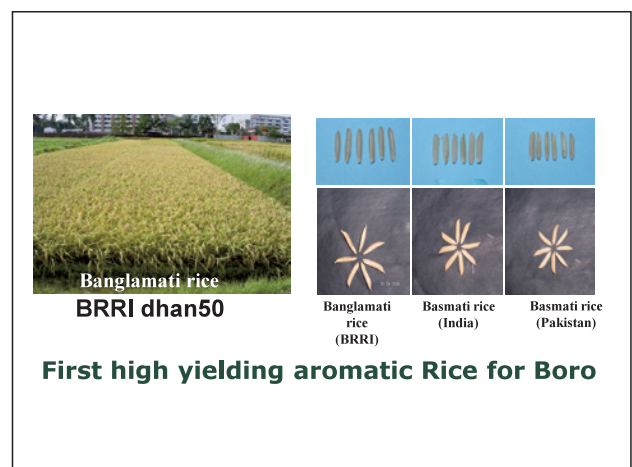 Banglamati rice
BRRI dhan50
Banglamati
rice
(BRRI)
Basmati rice
(India)
Basmati rice
(Pakistan)
First high yielding aromatic Rice for Boro